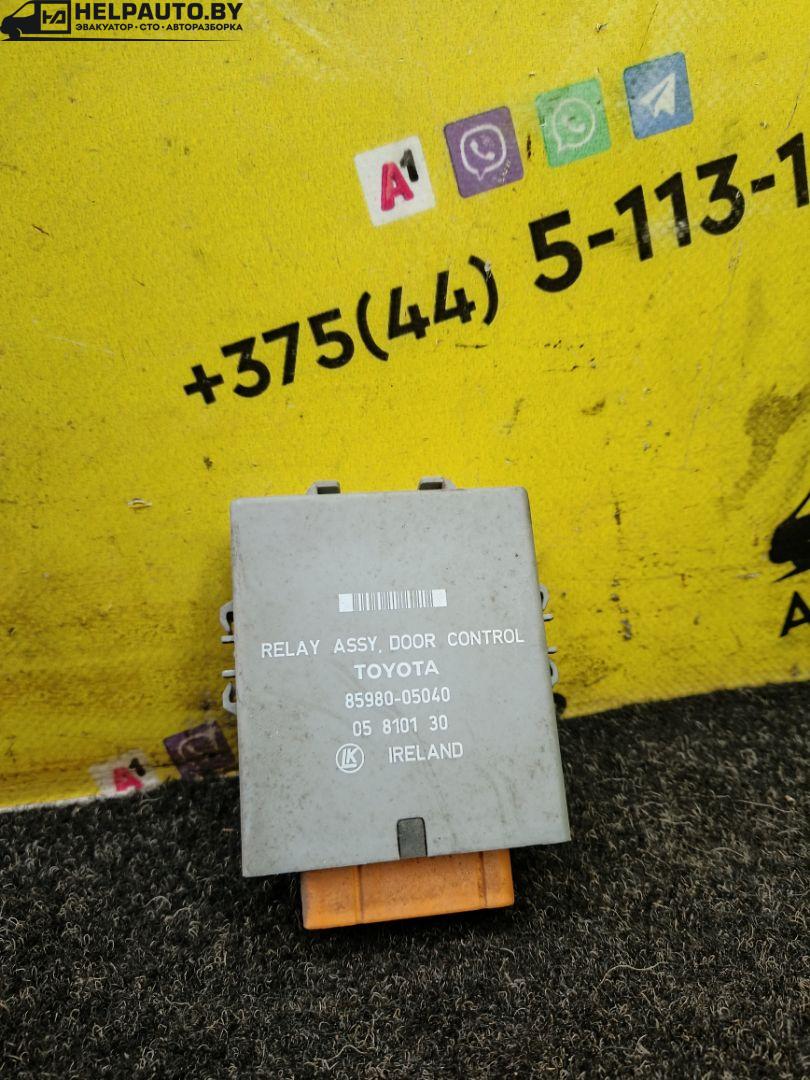 HELPAUTO.BY
ЭВАКУАТОР • СТО • АВТОРАЗБОРКА
A1
+375(44) 5-113-1
RELAY ASSY, DOOR CONTROL
TOYOTA
85980-05040
05 8101 30
LK IRELAND
A1